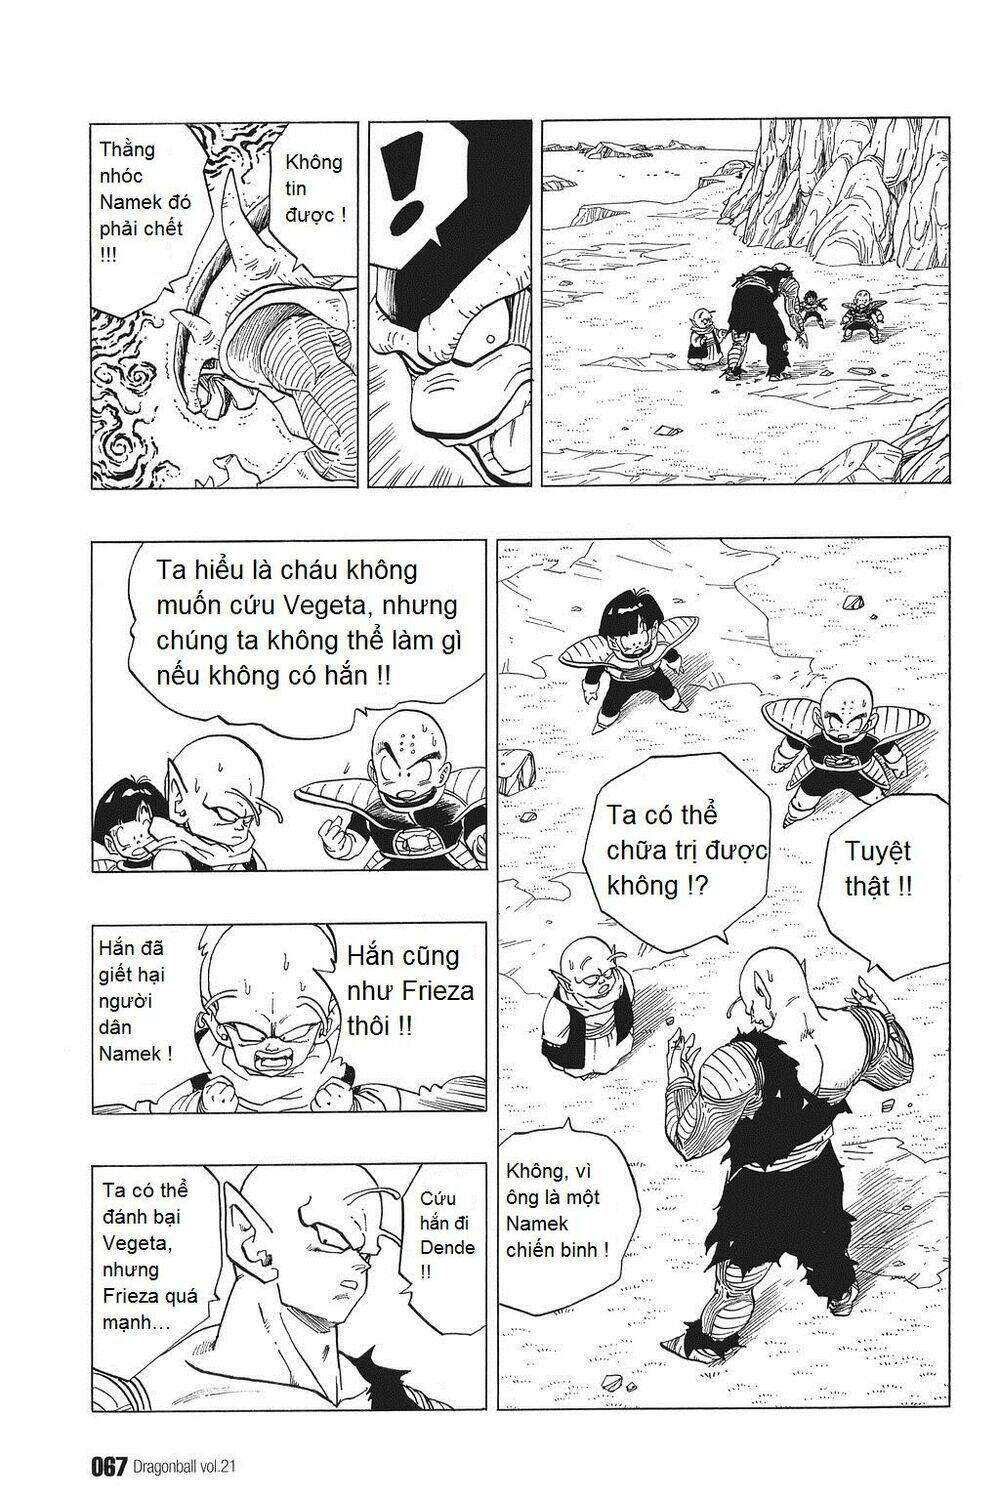 Thằng
nhóc
Namek đó
phải chết
!!!
Không
tin
được !
!
Ta hiểu là cháu không
muốn cứu Vegeta, nhưng
chúng ta không thể làm gì
nếu không có hắn !!
Hắn đã
giết hại
người
dân
Namek !
Hắn cũng
như Frieza
thôi !!
Ta có thể
đánh bại
Vegeta,
nhưng
Frieza quá
mạnh...
Cứu
hắn đi
Dende
!!
Ta có thể
chữa trị được
không !?
Tuyệt
thật !!
Không, vì
ông là một
Namek
chiến binh !
067 Dragonball vol.21